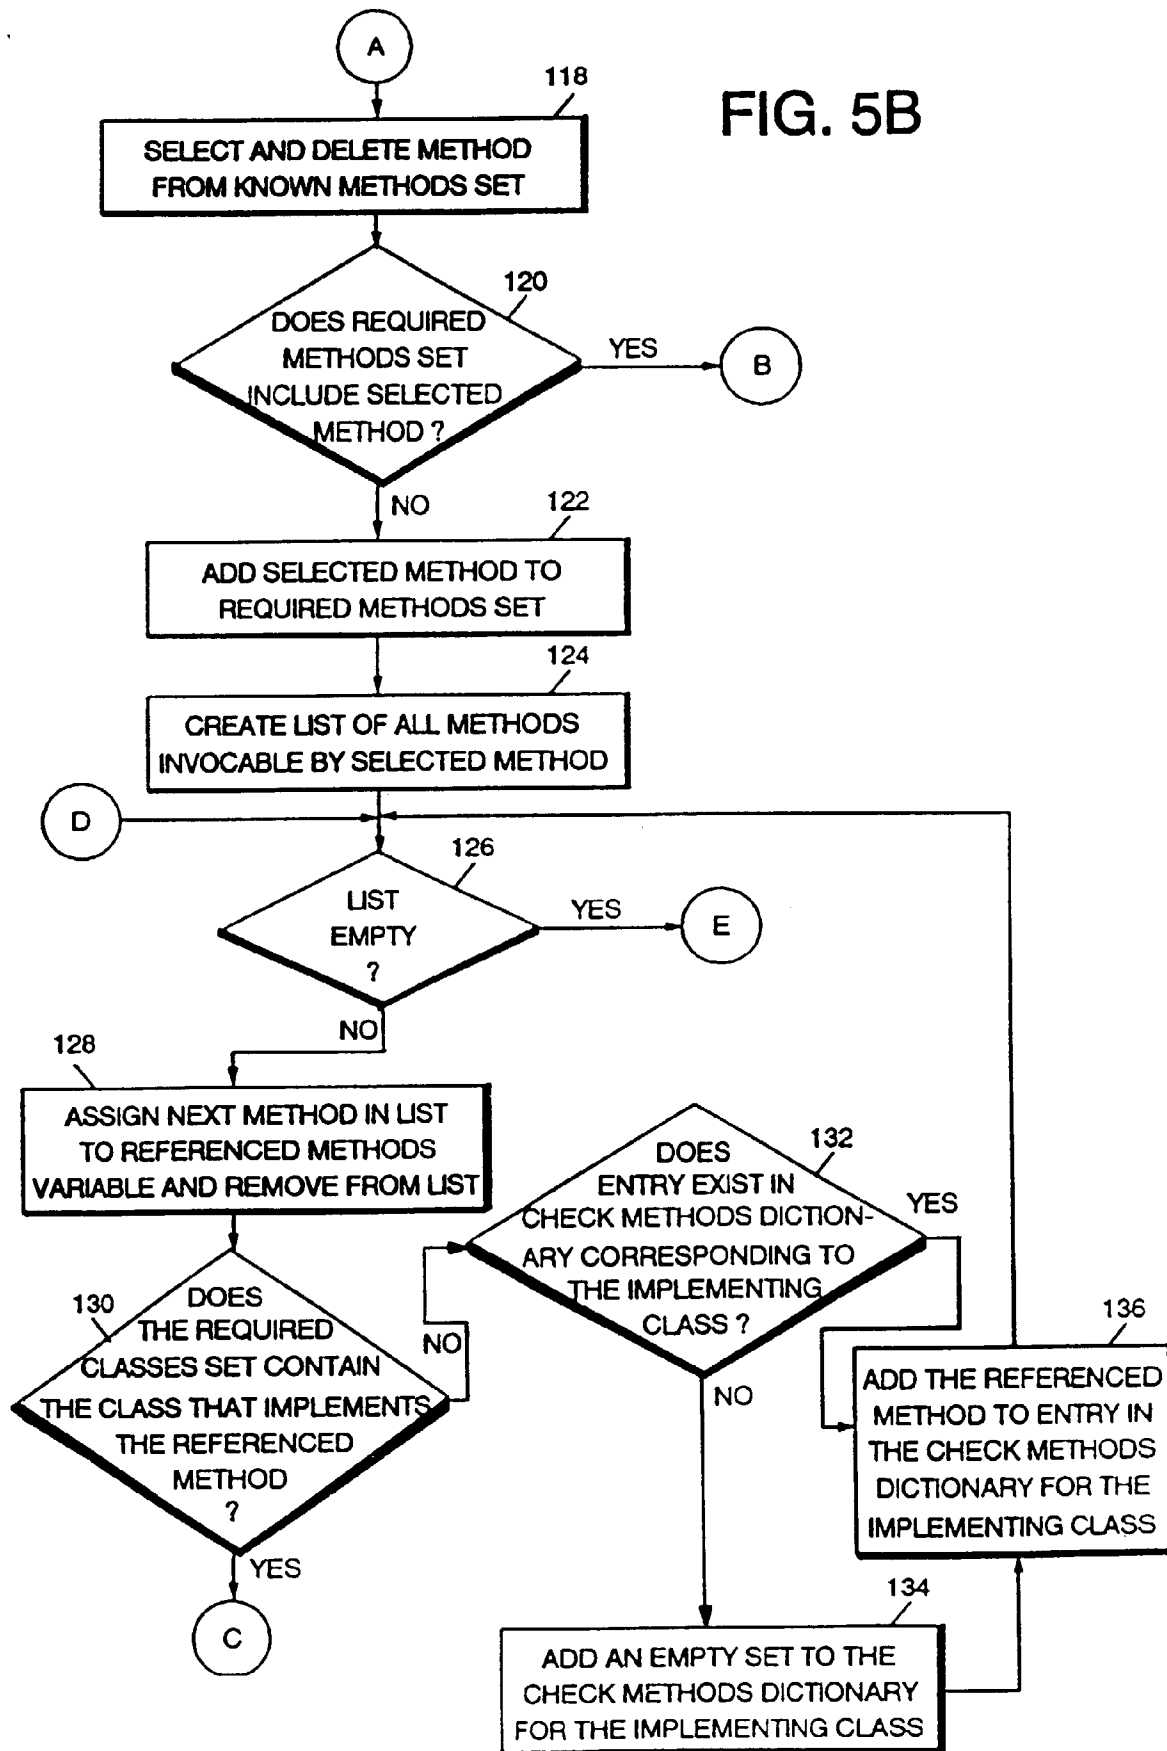 A
118
FIG. 5B
SELECT AND DELETE METHOD
FROM KNOWN METHODS SET
120
DOES REQUIRED
METHODS SET
INCLUDE SELECTED
METHOD ?
YES
B
NO
122
ADD SELECTED METHOD TO
REQUIRED METHODS SET
124
CREATE LIST OF ALL METHODS
INVOCABLE BY SELECTED METHOD
D
126
LIST
EMPTY
?
YES
E
NO
128
ASSIGN NEXT METHOD IN LIST
TO REFERENCED METHODS
VARIABLE AND REMOVE FROM LIST
130
DOES
THE REQUIRED
CLASSES SET CONTAIN
THE CLASS THAT IMPLEMENTS
THE REFERENCED
METHOD
?
NO
YES
C
132
DOES
ENTRY EXIST IN
CHECK METHODS DICTION-
ARY CORRESPONDING TO
THE IMPLEMENTING
CLASS ?
YES
NO
136
ADD THE REFERENCED
METHOD TO ENTRY IN
THE CHECK METHODS
DICTIONARY FOR THE
IMPLEMENTING CLASS
134
ADD AN EMPTY SET TO THE
CHECK METHODS DICTIONARY
FOR THE IMPLEMENTING CLASS